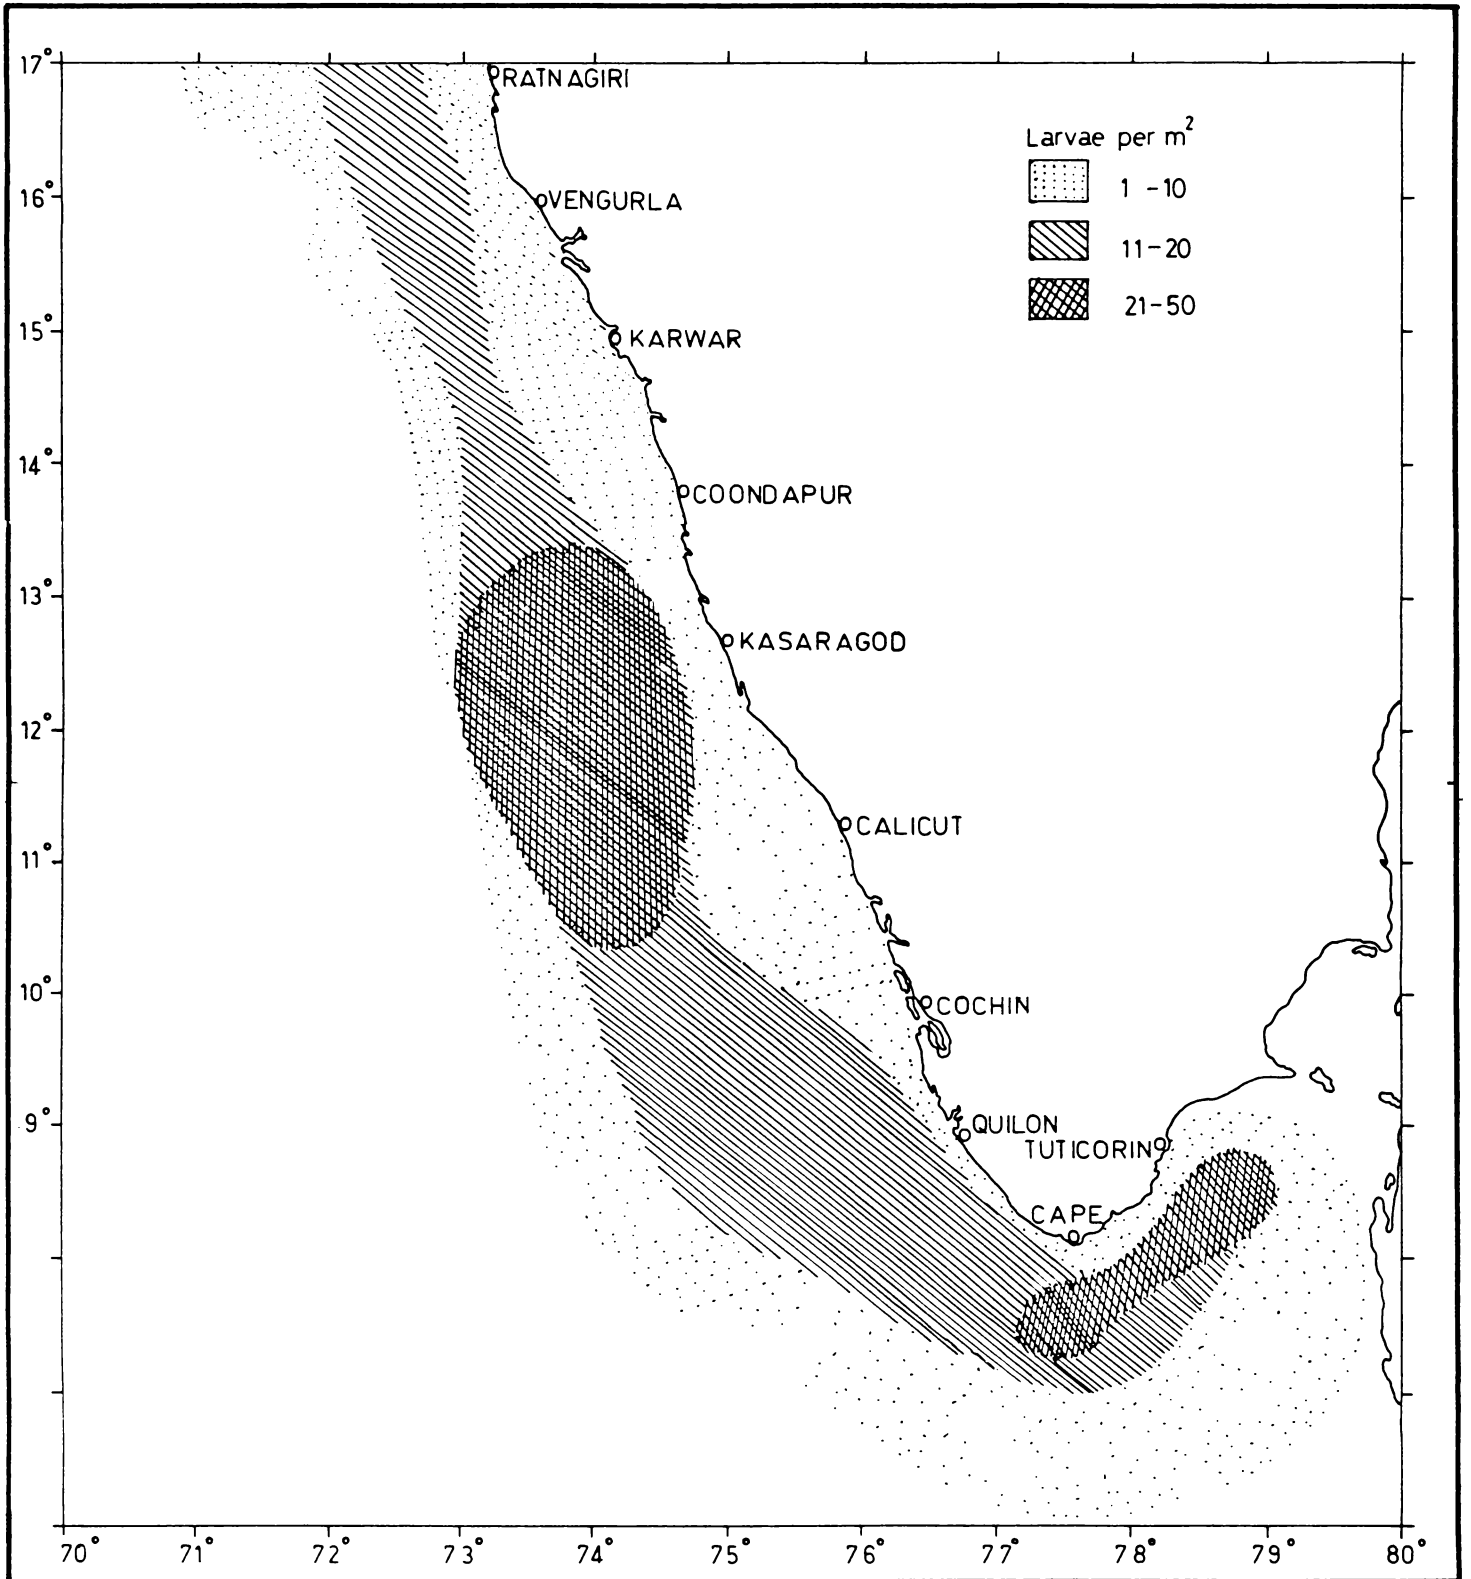 17°
RATNAGIRI
Larvae per m²
1 - 10
16°
VENGURLA
11-20
21-50
15°
KARWAR
14°
COONDAPUR
13°
KASARAGOD
12°
CALICUT
11°
10°
COCHIN
9°
QUILON
TUTICORIN
CAPE
70° 71° 72° 73° 74° 75° 76° 77° 78° 79° 80°